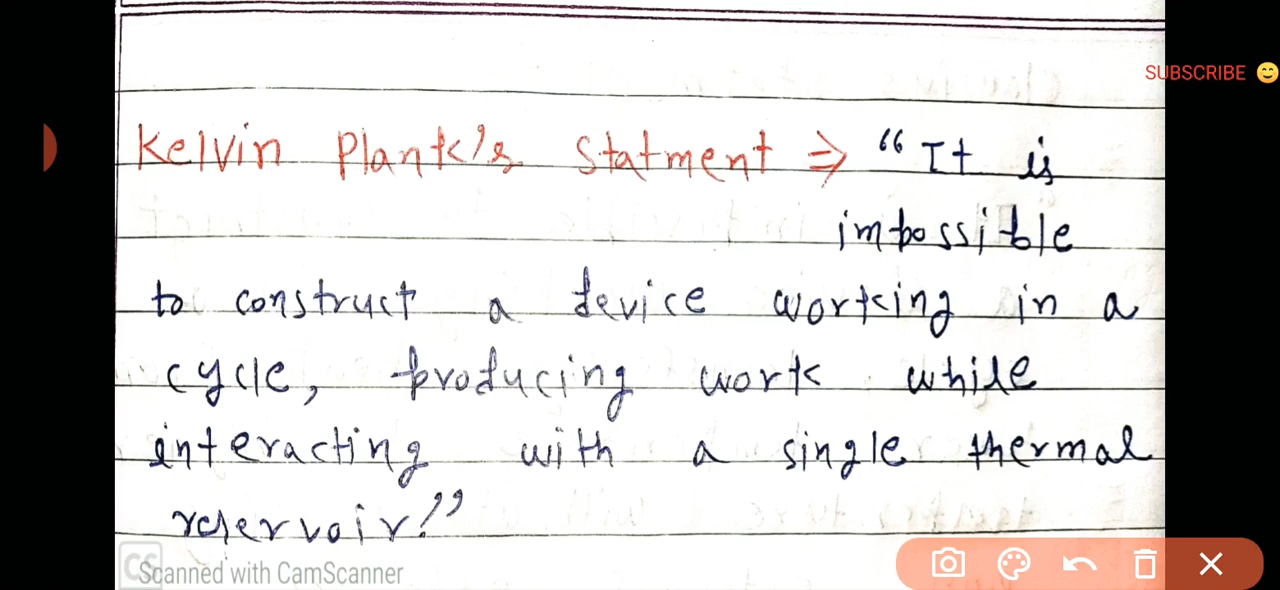 SUBSCRIBE 😊
Kelvin Plank's Statment ⇒ “It is
impossible
to construct a device working in a
cycle, producing work while
interacting with a single thermal
reservoir.”
CS Scanned with CamScanner